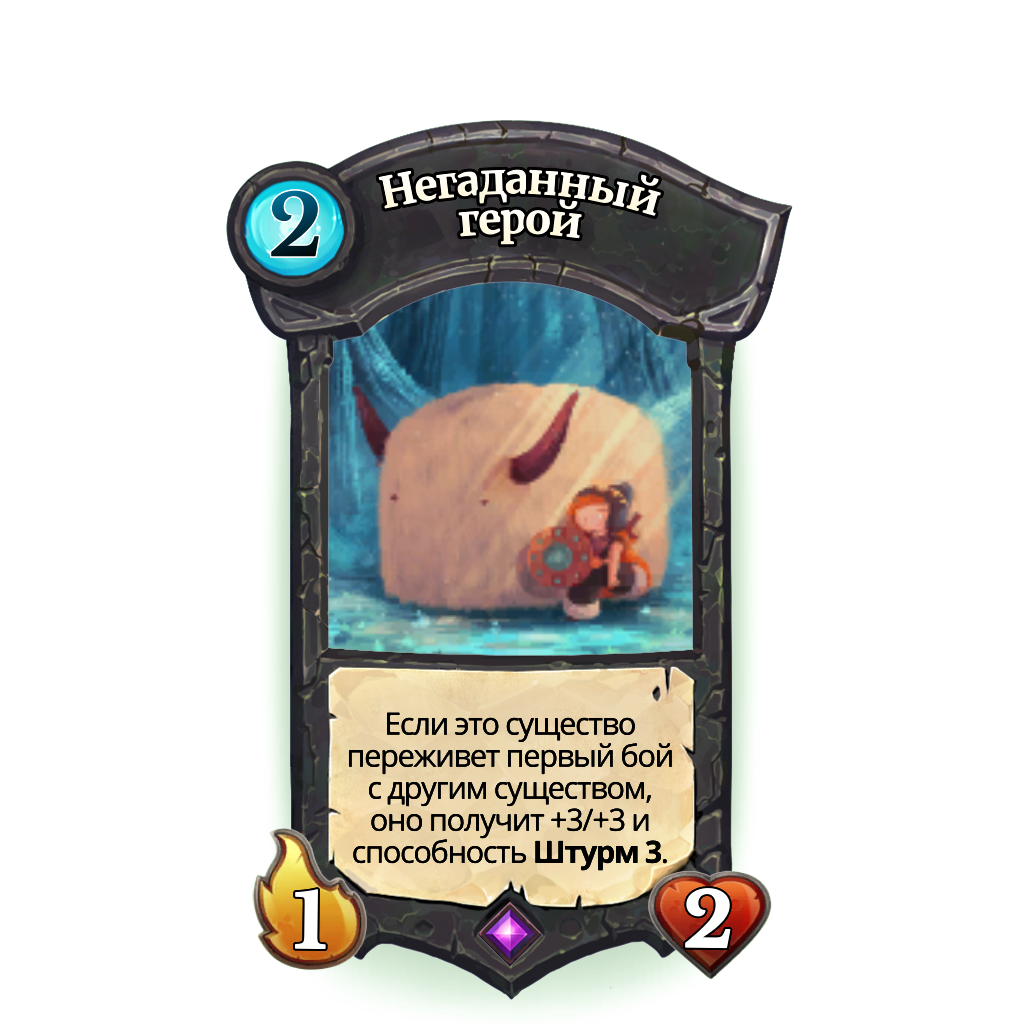 2
Негаданный
герой
Если это существо
переживет первый бой
с другим существом,
оно получит +3/+3 и
способность Штурм 3.
1
2